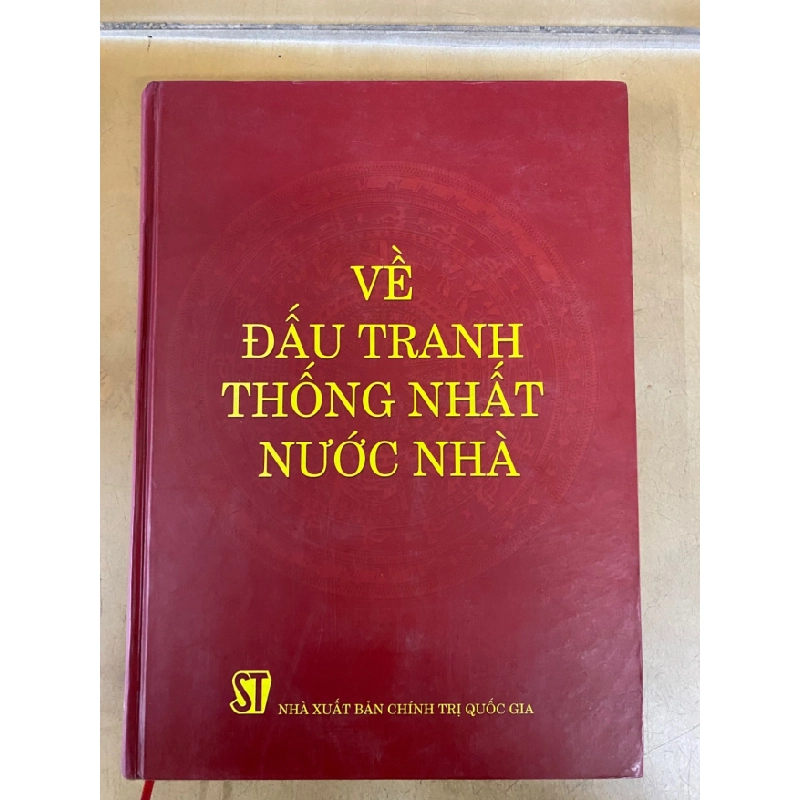 VỀ
ĐẤU TRANH
THỐNG NHẤT
NƯỚC NHÀ
ST NHÀ XUẤT BẢN CHÍNH TRỊ QUỐC GIA